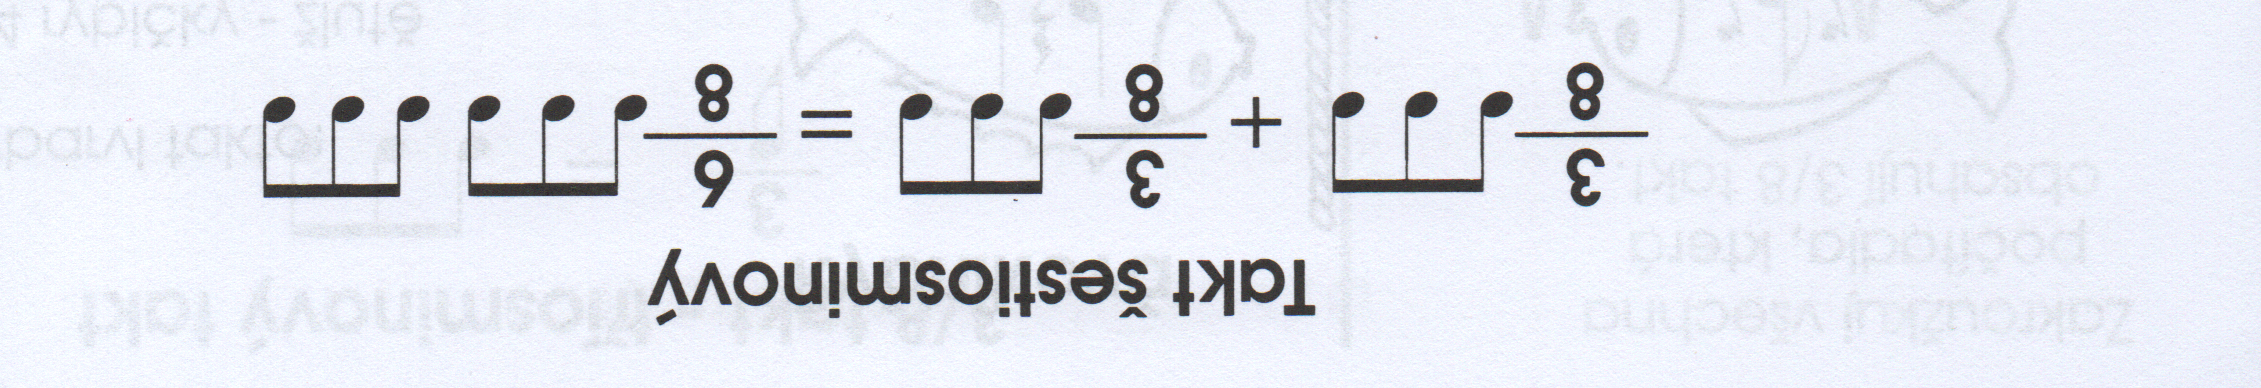 Takt šestiosminový
3/8 + 3/8 = 6/8